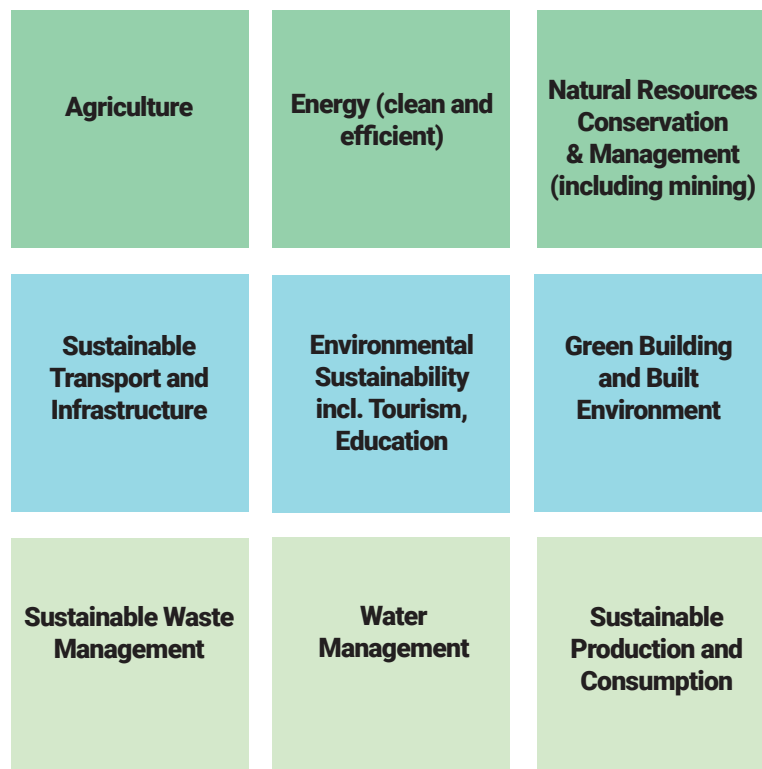 Agriculture
Energy (clean and
efficient)
Natural Resources
Conservation
& Management
(including mining)
Sustainable
Transport and
Infrastructure
Environmental
Sustainability
incl. Tourism,
Education
Green Building
and Built
Environment
Sustainable Waste
Management
Water
Management
Sustainable
Production and
Consumption